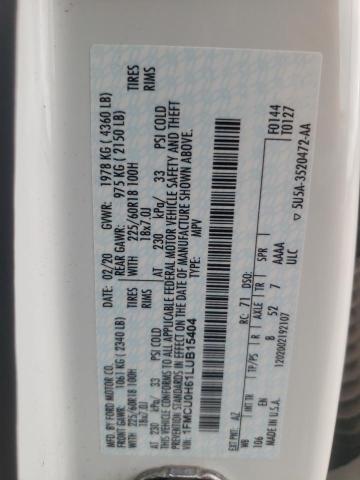 MFD. BY FORD MOTOR CO.
DATE: 02/20 GVWR: 1978 KG ( 4360 LB)
FRONT GAWR: 1061 KG ( 2340 LB) REAR GAWR: 975 KG ( 2150 LB)
WITH 225/60R18 100H TIRES WITH 225/60R18 100H TIRES
18x7.0J RIMS 18x7.0J RIMS
AT 230 kPa/ 33 PSI COLD AT 230 kPa/ 33 PSI COLD
THIS VEHICLE CONFORMS TO ALL APPLICABLE FEDERAL MOTOR VEHICLE SAFETY AND THEFT
PREVENTION STANDARDS IN EFFECT ON THE DATE OF MANUFACTURE SHOWN ABOVE.
VIN: 1FMCU0H61LUB15404 TYPE: MPV
F0144
T0127
EXT PNT: AZ RC: 71 DSO:
WB TP/PS R AXLE TR SPR
106 EN 8 52 7 AAAA
MADE IN U.S.A. ULC
1202002192107 5U5A-3520472-AA